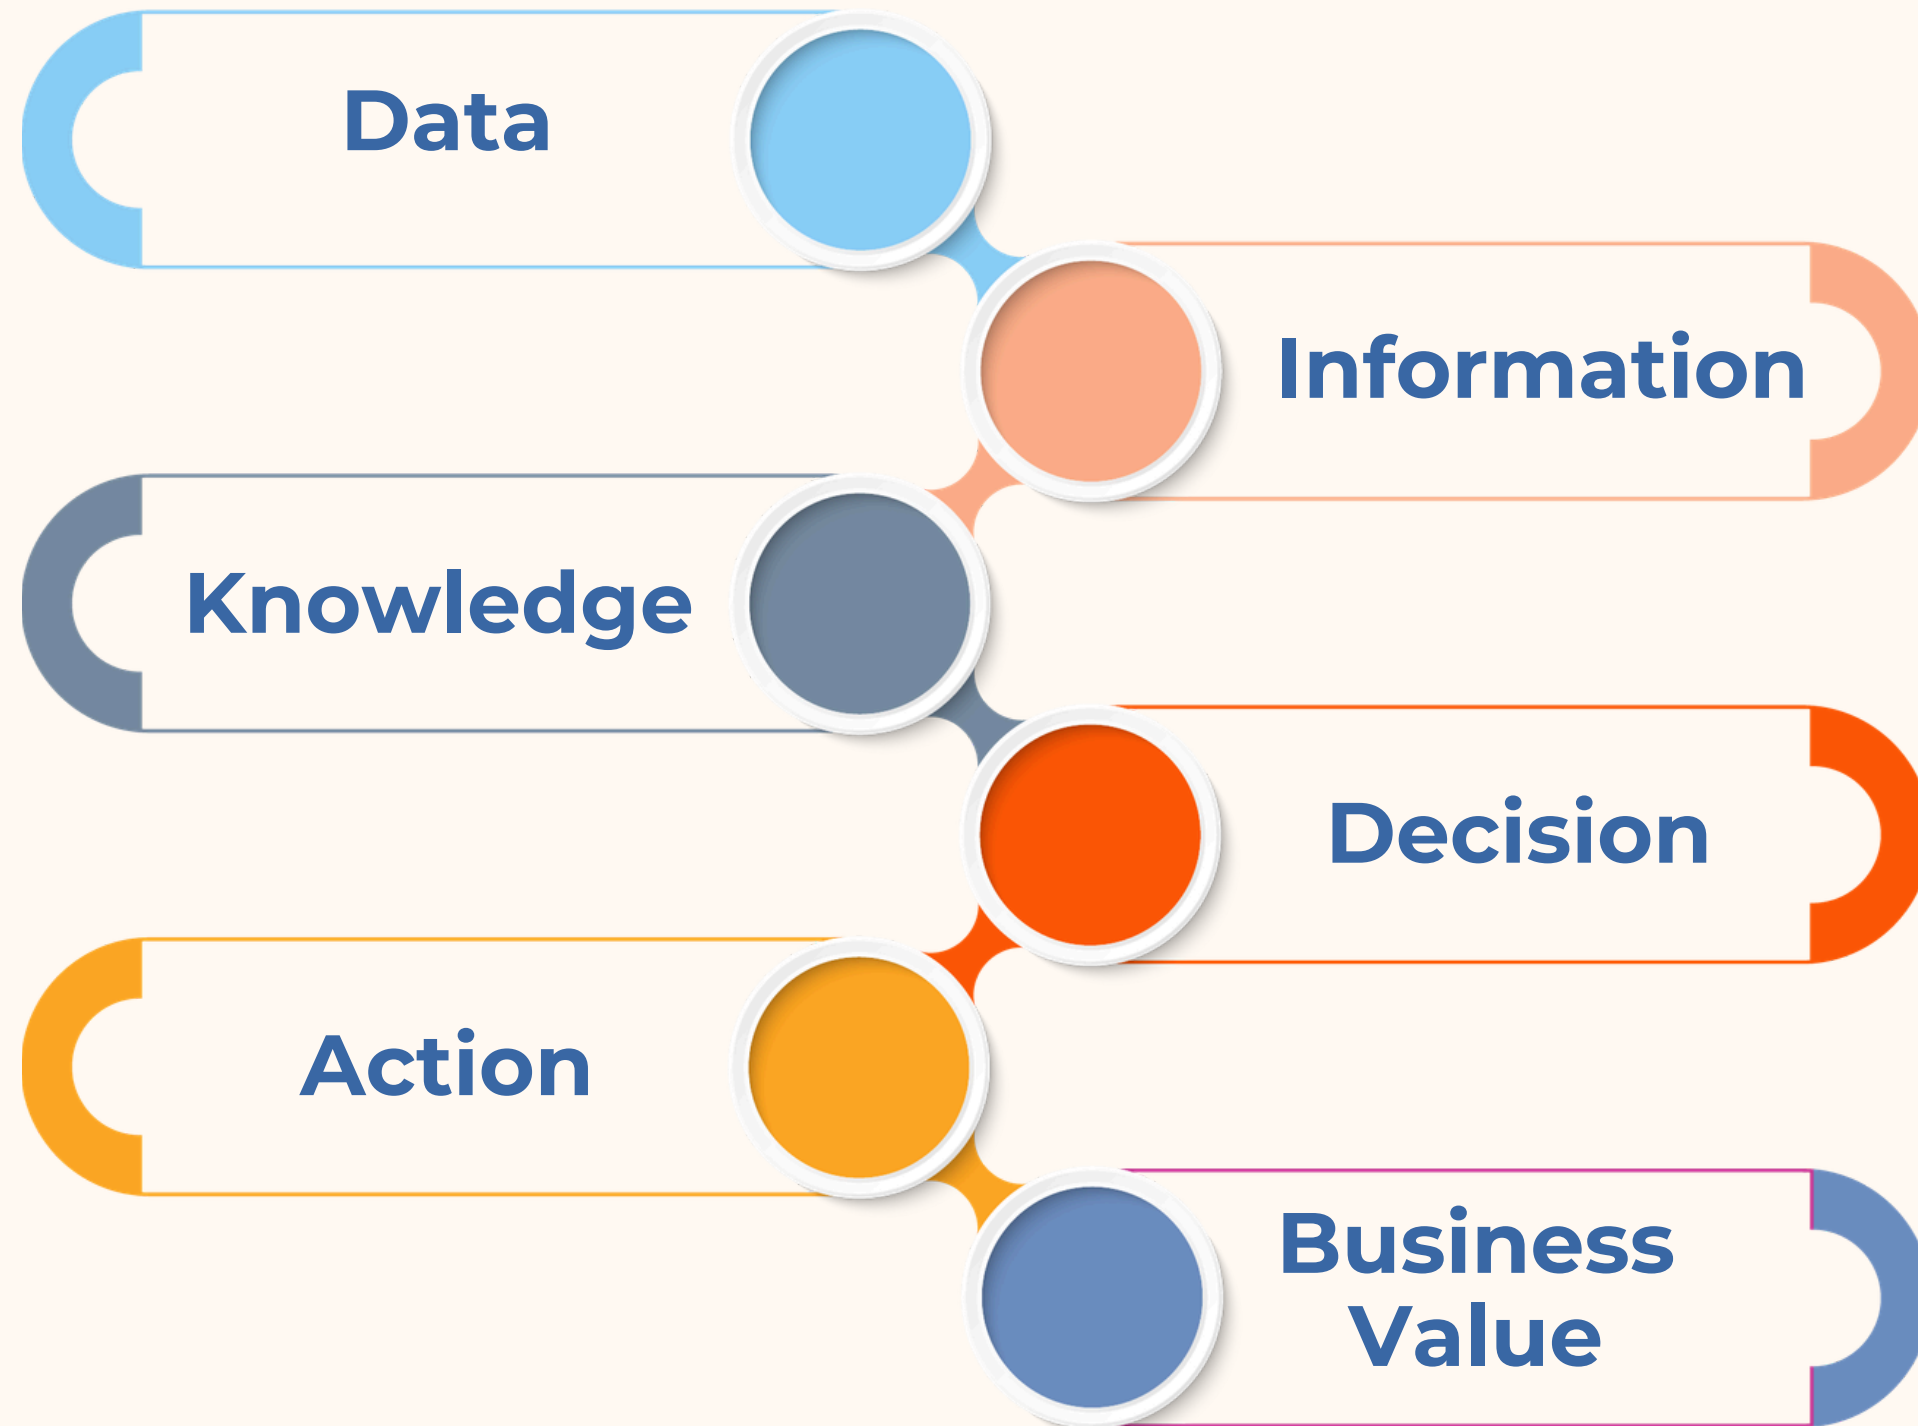 Data
Information
Knowledge
Decision
Action
Business
Value